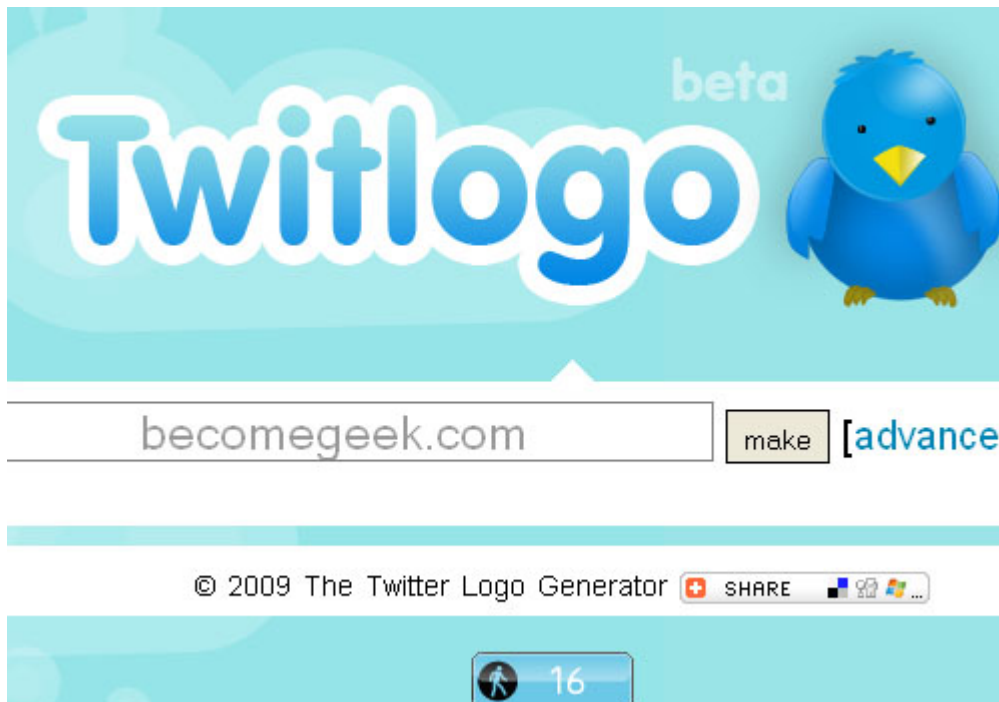 beta
Twitlogo
becomegeek.com
make [advance
© 2009 The Twitter Logo Generator SHARE ...
16